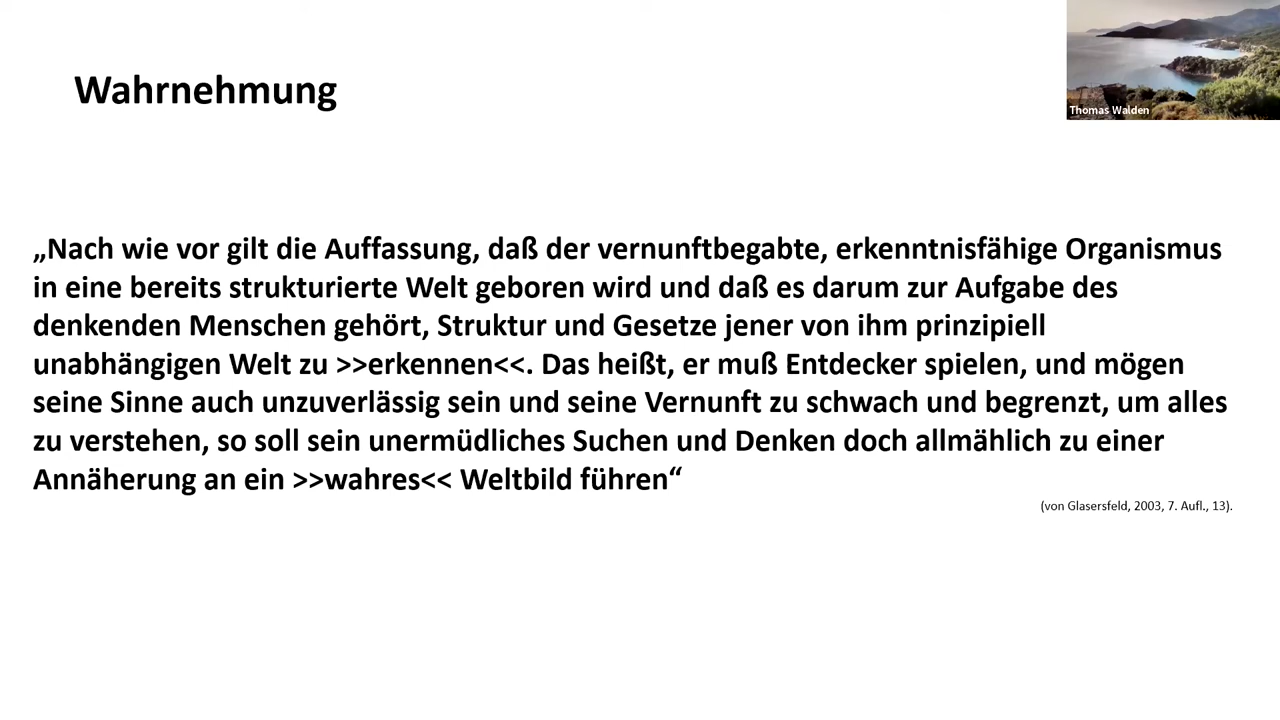 Thomas Walden
Wahrnehmung
„Nach wie vor gilt die Auffassung, daß der vernunftbegabte, erkenntnisfähige Organismus
in eine bereits strukturierte Welt geboren wird und daß es darum zur Aufgabe des
denkenden Menschen gehört, Struktur und Gesetze jener von ihm prinzipiell
unabhängigen Welt zu >>erkennen<<. Das heißt, er muß Entdecker spielen, und mögen
seine Sinne auch unzuverlässig sein und seine Vernunft zu schwach und begrenzt, um alles
zu verstehen, so soll sein unermüdliches Suchen und Denken doch allmählich zu einer
Annäherung an ein >>wahres<< Weltbild führen“
(von Glasersfeld, 2003, 7. Aufl., 13).